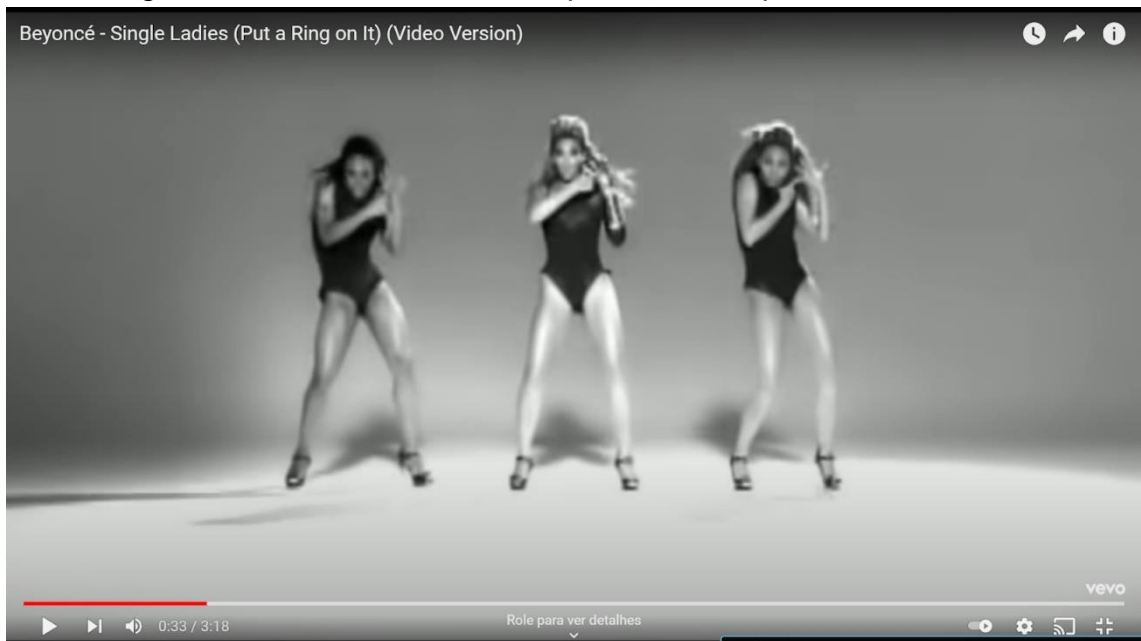 Beyoncé - Single Ladies (Put a Ring on It) (Video Version)
vevo
0:33 / 3:18
Role para ver detalhes